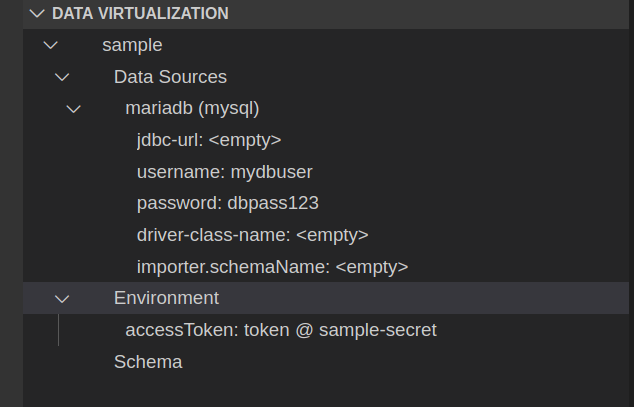 DATA VIRTUALIZATION
sample
Data Sources
mariadb (mysql)
jdbc-url: <empty>
username: mydbuser
password: dbpass123
driver-class-name: <empty>
importer.schemaName: <empty>
Environment
accessToken: token @ sample-secret
Schema